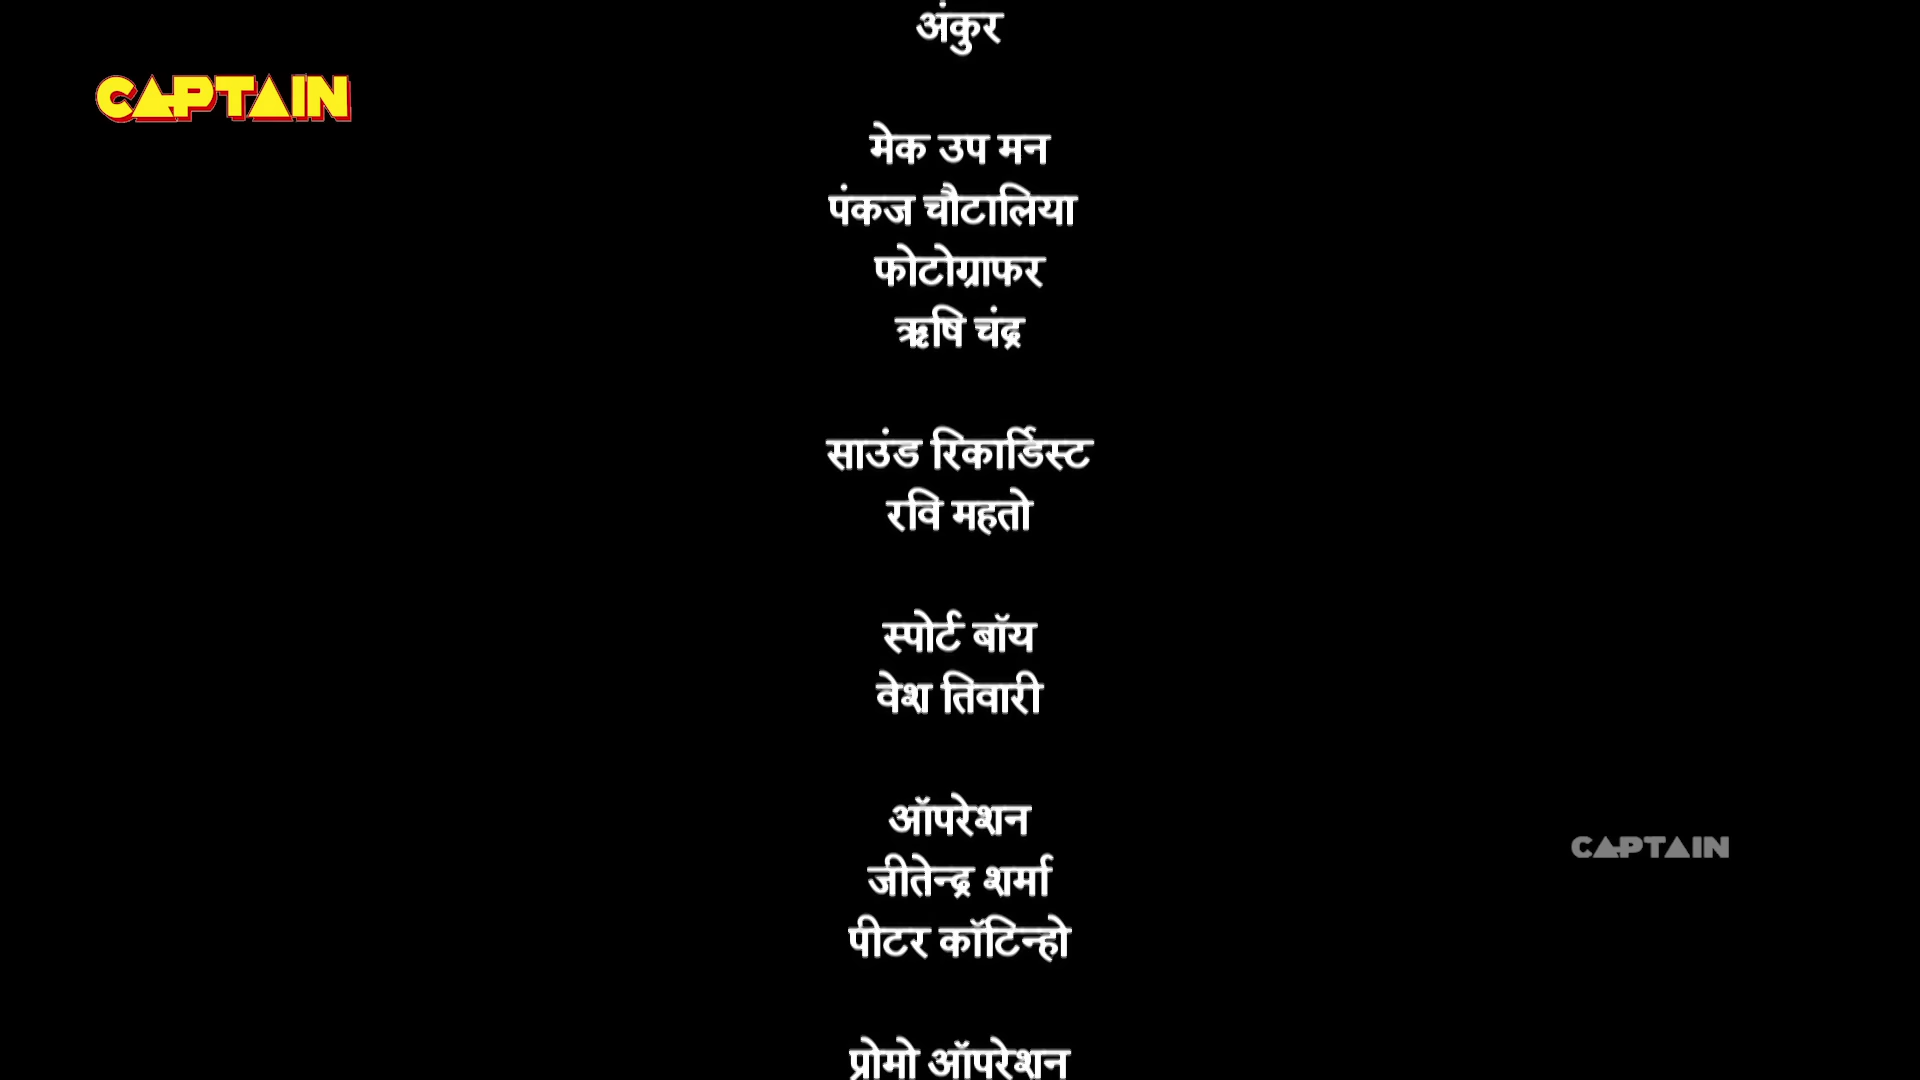 अंकुर
CAPTAIN
मेक उप मन
पंकज चौटालिया
फोटोग्राफर
ऋषि चंद्र
साउंड रिकार्डिस्ट
रवि महतो
स्पोर्ट बॉय
वेश तिवारी
ऑपरेशन
CAPTAIN
जीतेन्द्र शर्मा
पीटर कॉटिन्हो
प्रोमो ऑपरेशन